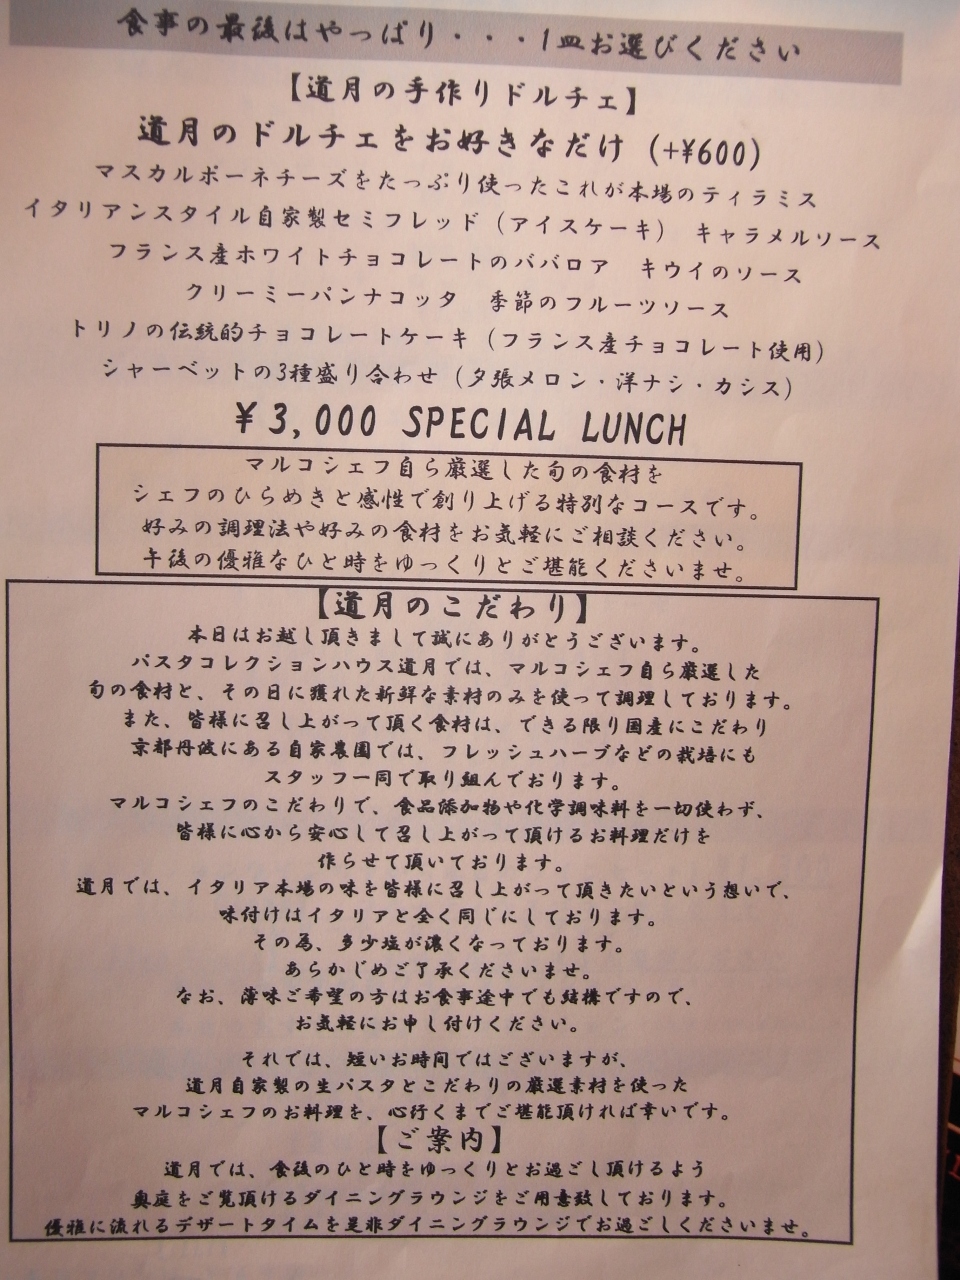 食事の最後はやっぱり・・・1皿お選びください
【道月の手作りドルチェ】
道月のドルチェをお好きなだけ (+¥600)
マスカルポーネチーズをたっぷり使ったこれが本場のティラミス
イタリアンスタイル自家製セミフレッド（アイスケーキ） キャラメルソース
フランス産ホワイトチョコレートのババロア キウイのソース
クリーミーパンナコッタ 季節のフルーツソース
トリノの伝統的チョコレートケーキ（フランス産チョコレート使用）
シャーベットの3種盛り合わせ（夕張メロン・洋ナシ・カシス）
¥3,000 SPECIAL LUNCH
マルコシェフ自ら厳選した旬の食材を
シェフのひらめきと感性で創り上げる特別なコースです。
好みの調理法や好みの食材をお気軽にご相談ください。
午後の優雅なひと時をゆっくりとご堪能くださいませ。
【道月のこだわり】
本日はお越し頂きまして誠にありがとうございます。
パスタコレクションハウス道月では、マルコシェフ自ら厳選した
旬の食材と、その日に獲れた新鮮な素材のみを使って調理しております。
また、皆様に召し上がって頂く食材は、できる限り国産にこだわり
京都丹波にある自家農園では、フレッシュハーブなどの栽培にも
スタッフ一同で取り組んでおります。
マルコシェフのこだわりで、食品添加物や化学調味料を一切使わず、
皆様に心から安心して召し上がって頂けるお料理だけを
作らせて頂いております。
道月では、イタリア本場の味を皆様に召し上がって頂きたいという想いで、
味付けはイタリアと全く同じにしております。
その為、多少塩が濃くなっております。
あらかじめご了承くださいませ。
なお、薄味ご希望の方はお食事途中でも結構ですので、
お気軽にお申し付けください。
それでは、短いお時間ではございますが、
道月自家製の生パスタとこだわりの厳選素材を使った
マルコシェフのお料理を、心行くまでご堪能頂ければ幸いです。
【ご案内】
道月では、食後のひと時をゆっくりとお過ごし頂けるよう
奥庭をご覧頂けるダイニングラウンジをご用意致しております。
優雅に流れるデザートタイムを是非ダイニングラウンジでお過ごしくださいませ。